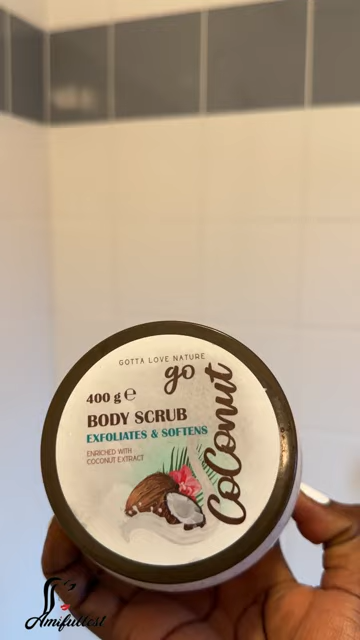 GOTTA LOVE NATURE
go
CoConut
400 g ℮
BODY SCRUB
EXFOLIATES & SOFTENS
ENRICHED WITH
COCONUT EXTRACT
Amifullest